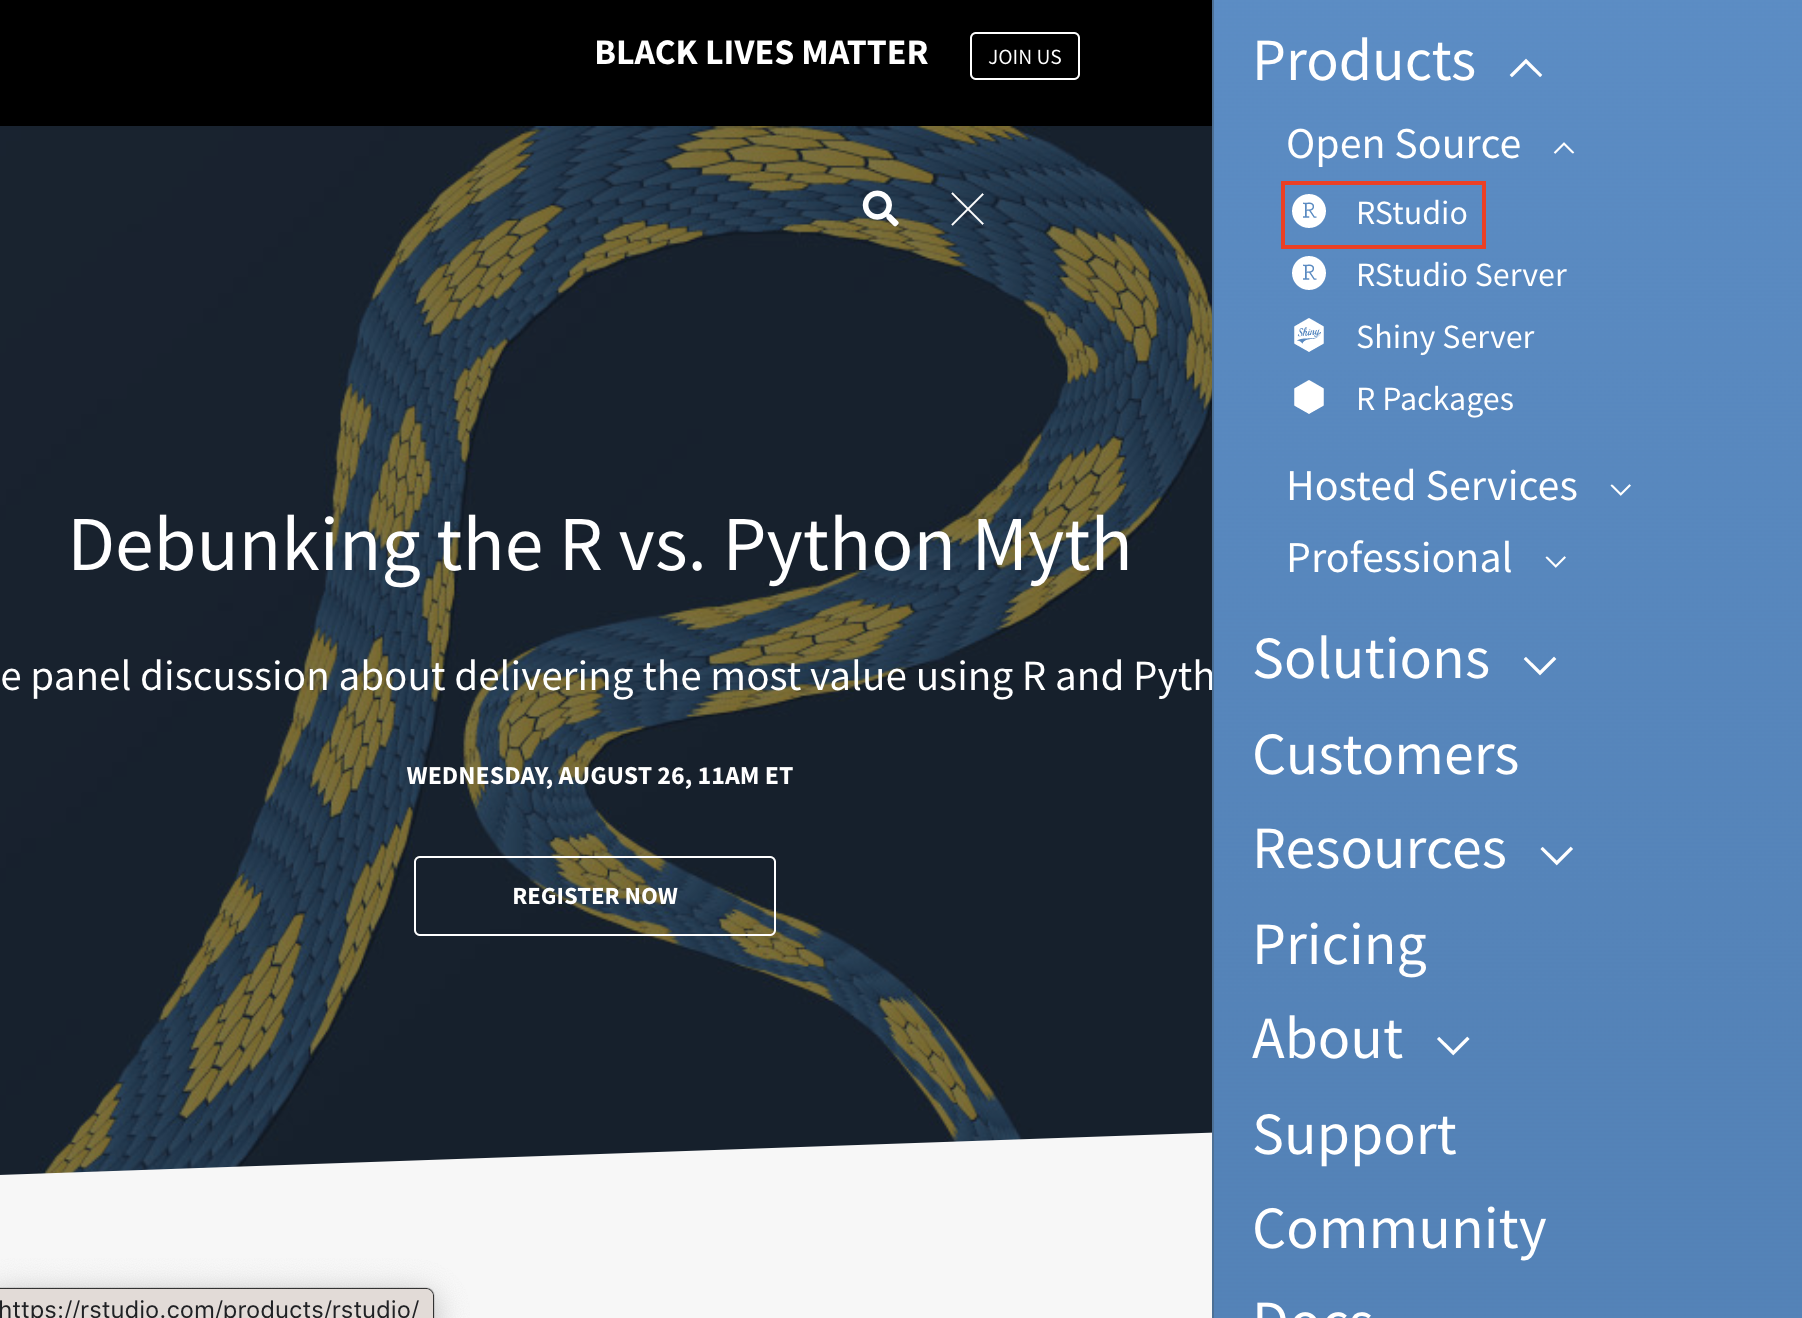 BLACK LIVES MATTER
JOIN US
Debunking the R vs. Python Myth
e panel discussion about delivering the most value using R and Pyth
WEDNESDAY, AUGUST 26, 11AM ET
REGISTER NOW
https://rstudio.com/products/rstudio/
Products
Open Source
R RStudio
R RStudio Server
Shiny Shiny Server
R Packages
Hosted Services
Professional
Solutions
Customers
Resources
Pricing
About
Support
Community
Docs